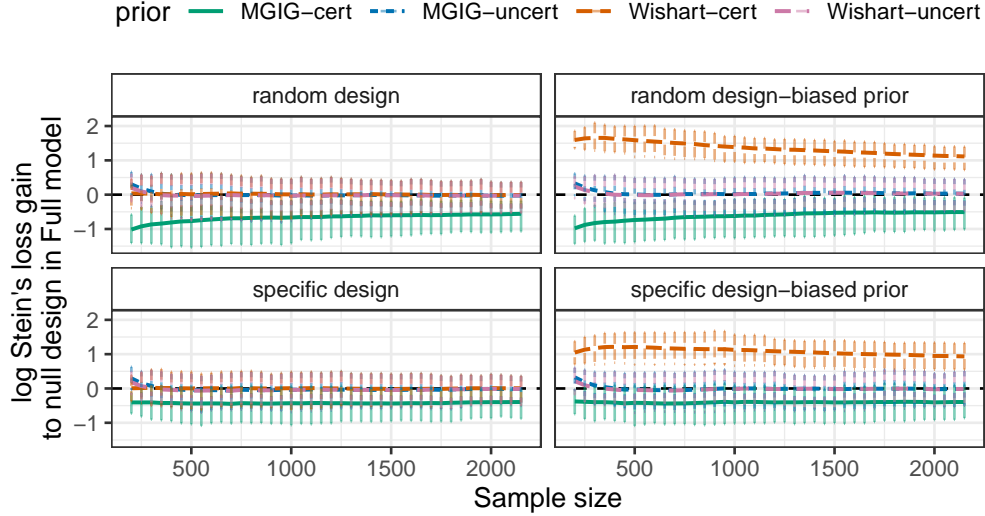 prior MGIG−cert MGIG−uncert Wishart−cert Wishart−uncert
random design
random design−biased prior
2
1
0
−1
specific design
specific design−biased prior
2
1
0
−1
500 1000 1500 2000
500 1000 1500 2000
Sample size
log Stein's loss gain
to null design in Full model